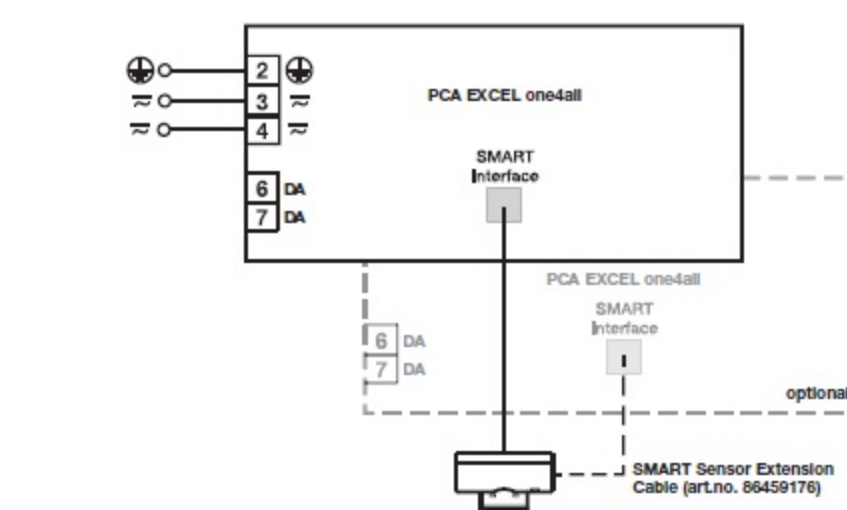 2
3
PCA EXCEL one4all
4
SMART
Interface
6 DA
7 DA
PCA EXCEL one4all
SMART
Interface
6 DA
7 DA
optional
SMART Sensor Extension
Cable (art.no. 86459176)